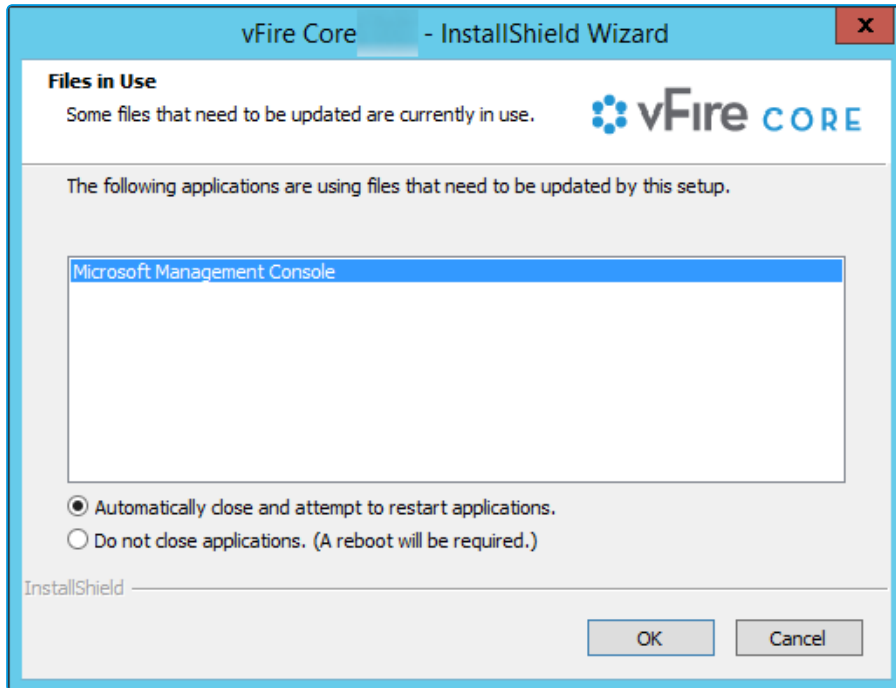 vFire Core - InstallShield Wizard
x
Files in Use
Some files that need to be updated are currently in use.
vFire CORE
The following applications are using files that need to be updated by this setup.
Microsoft Management Console
Automatically close and attempt to restart applications.
Do not close applications. (A reboot will be required.)
InstallShield
OK
Cancel